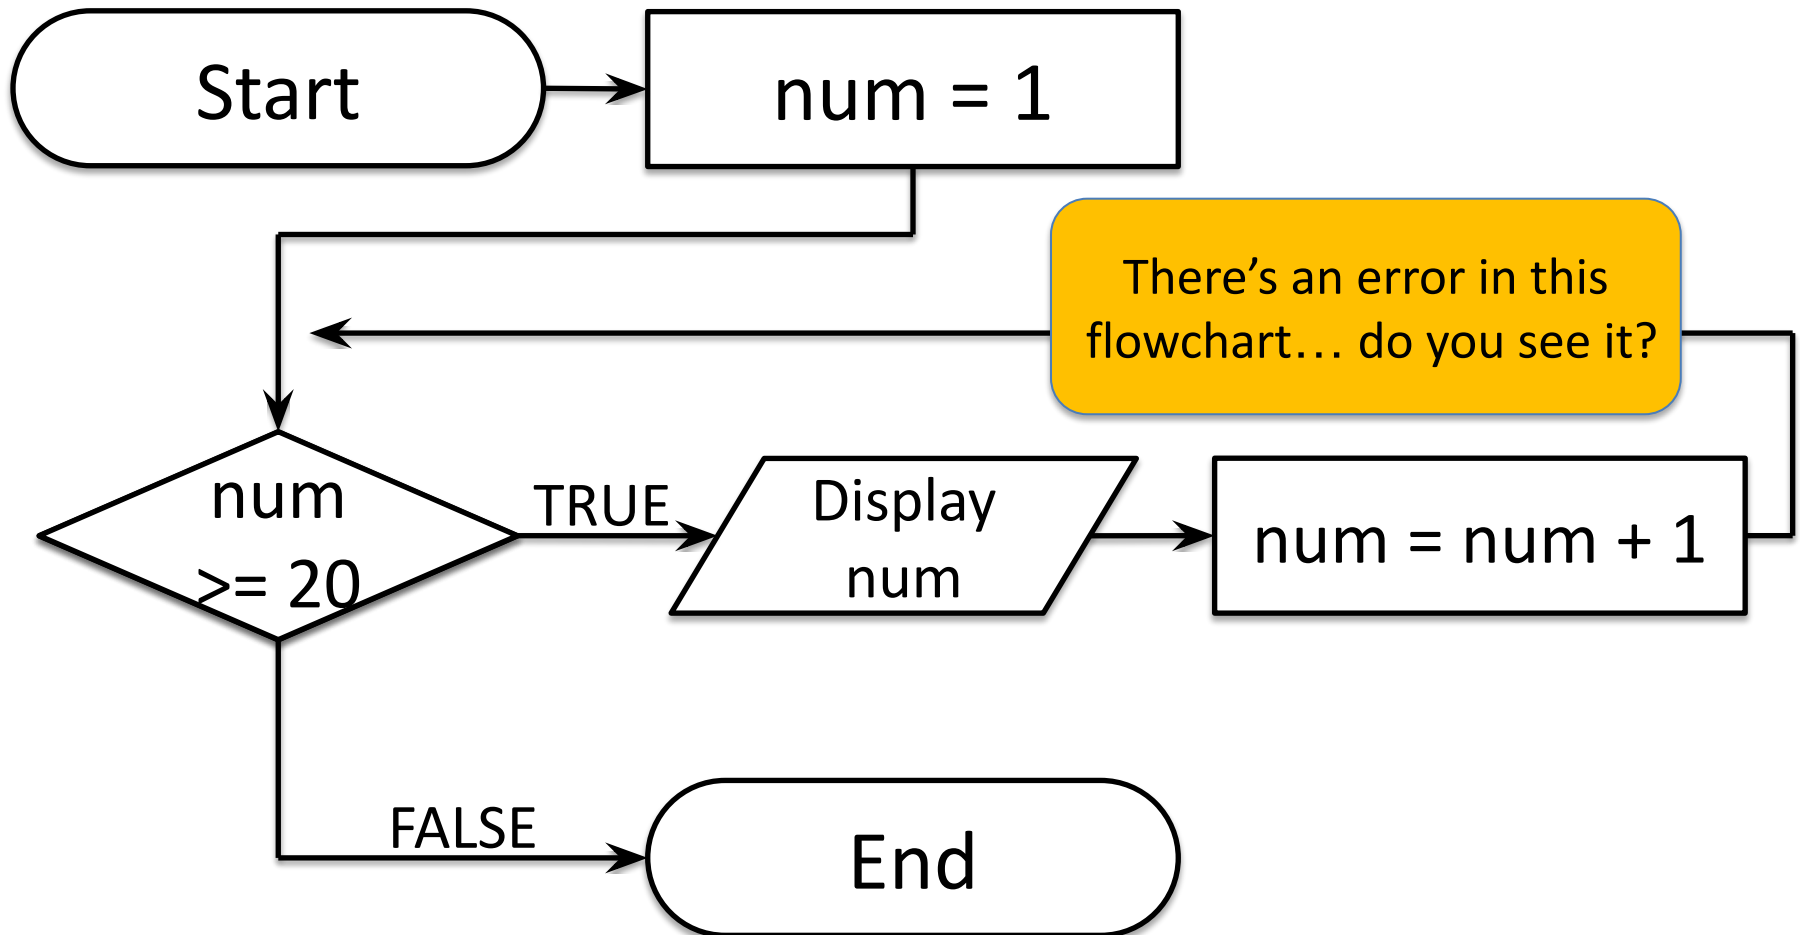 Start
num = 1
There’s an error in this
flowchart… do you see it?
num
>= 20
TRUE
Display
num
num = num + 1
FALSE
End